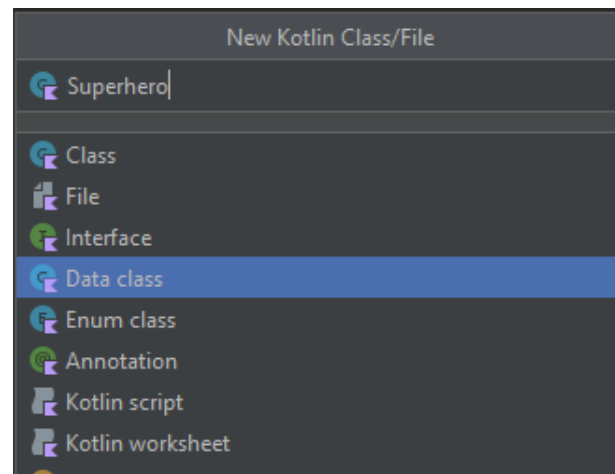 New Kotlin Class/File
Superhero
Class
File
Interface
Data class
Enum class
Annotation
Kotlin script
Kotlin worksheet